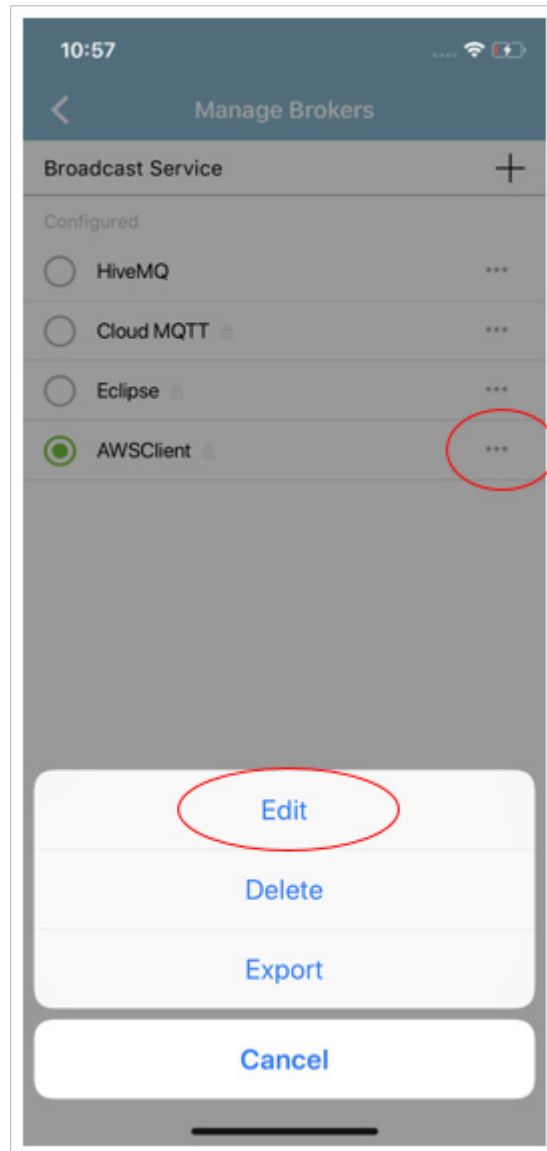 10:57
Manage Brokers
Broadcast Service
Configured
HiveMQ
Cloud MQTT
Eclipse
AWSClient
Edit
Delete
Export
Cancel